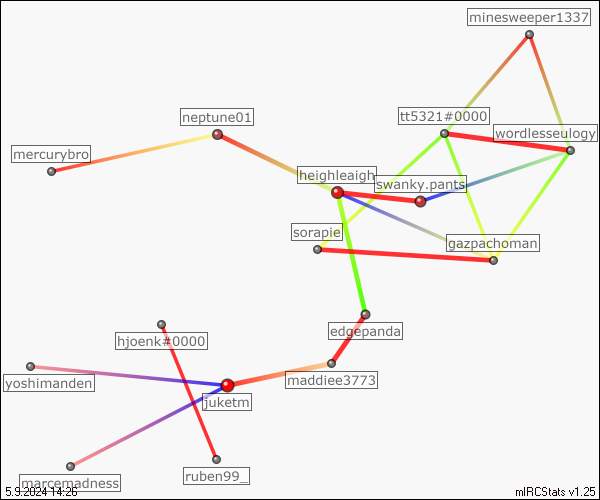 minesweeper1337
neptune01
tt5321#0000
wordlesseulogy
mercurybro
heighleaigh
swanky.pants
sorapie
gazpachoman
edgepanda
hjoenk#0000
yoshimanden
maddiee3773
juketm
marcemadness
ruben99_
5.9.2024 14:26
mIRCStats v1.25